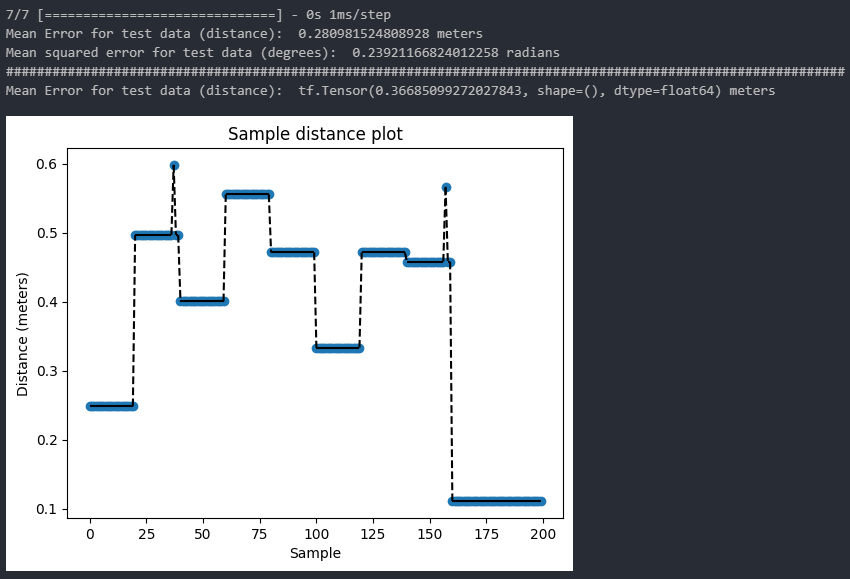 7/7 [==============================] - 0s 1ms/step
Mean Error for test data (distance):  0.280981524808928 meters
Mean squared error for test data (degrees):  0.23921166824012258 radians
##############################################################################################################
Mean Error for test data (distance):  tf.Tensor(0.36685099272027843, shape=(), dtype=float64) meters
Sample distance plot
0.6
0.5
0.4
0.3
0.2
0.1
Distance (meters)
0 25 50 75 100 125 150 175 200
Sample